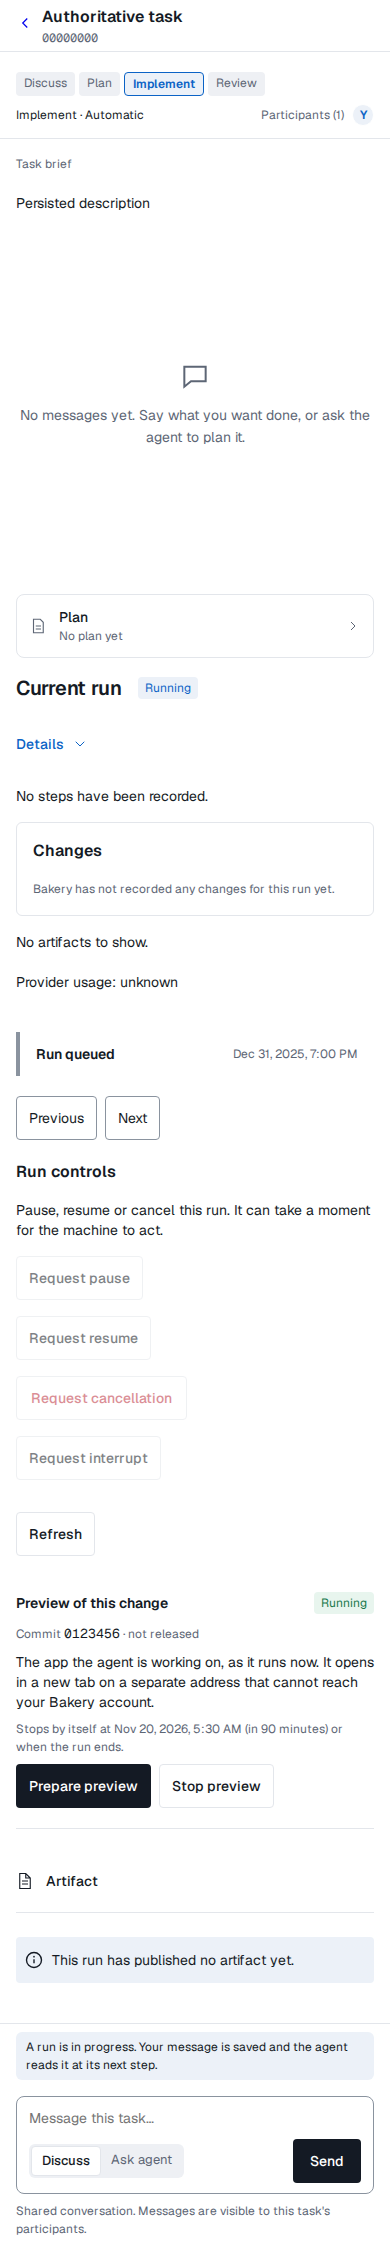 Authoritative task
00000000
Discuss
Plan
Implement
Review
Implement · Automatic
Participants (1)
Y
Task brief
Persisted description
No messages yet. Say what you want done, or ask the
agent to plan it.
Plan
No plan yet
Current run
Running
Details
No steps have been recorded.
Changes
Bakery has not recorded any changes for this run yet.
No artifacts to show.
Provider usage: unknown
Run queued
Dec 31, 2025, 7:00 PM
Previous
Next
Run controls
Pause, resume or cancel this run. It can take a moment
for the machine to act.
Request pause
Request resume
Request cancellation
Request interrupt
Refresh
Preview of this change
Running
Commit 0123456 · not released
The app the agent is working on, as it runs now. It opens
in a new tab on a separate address that cannot reach
your Bakery account.
Stops by itself at Nov 20, 2026, 5:30 AM (in 90 minutes) or
when the run ends.
Prepare preview
Stop preview
Artifact
This run has published no artifact yet.
A run is in progress. Your message is saved and the agent
reads it at its next step.
Message this task...
Discuss
Ask agent
Send
Shared conversation. Messages are visible to this task's
participants.